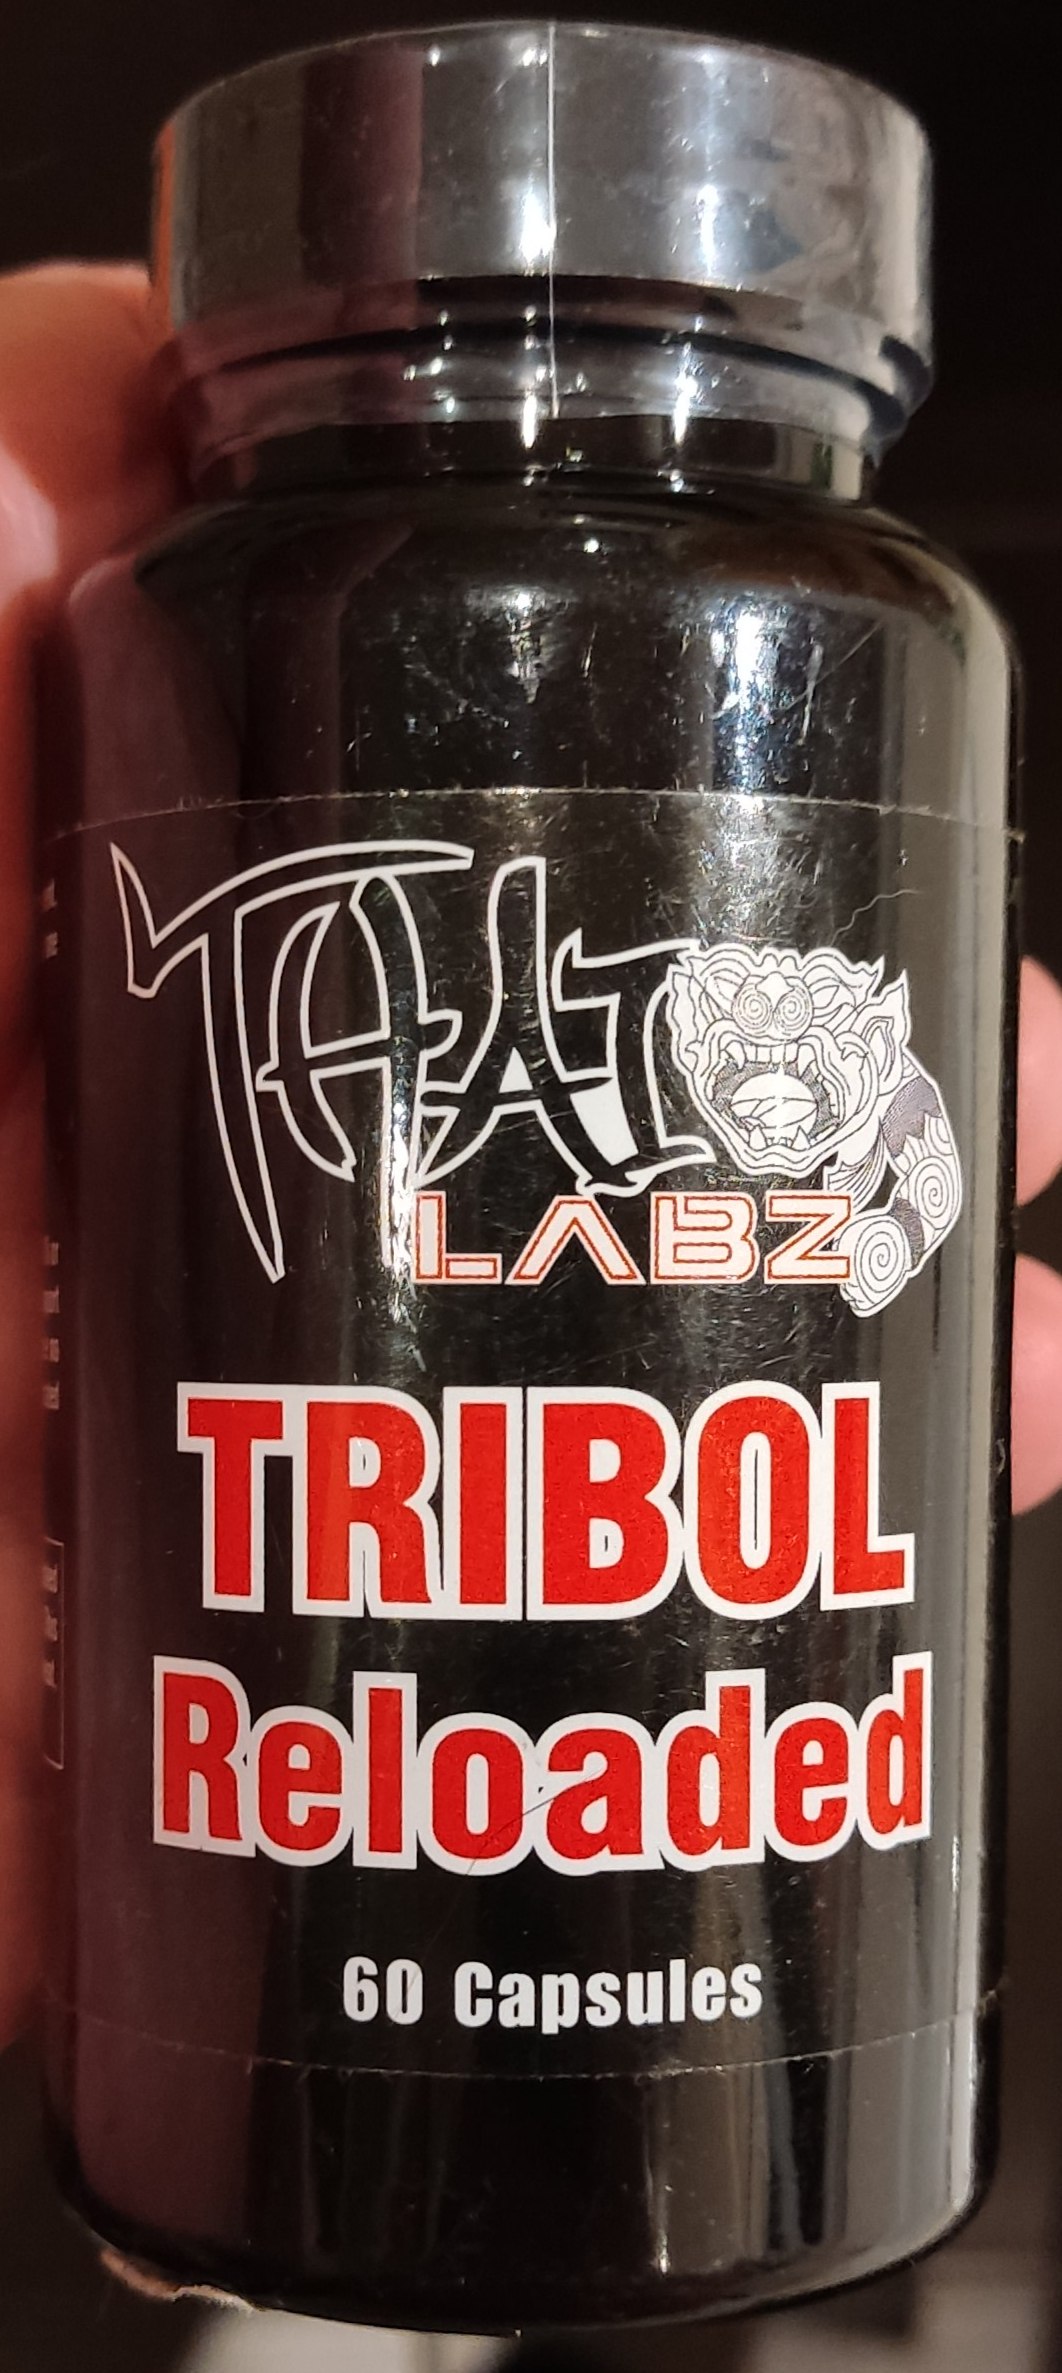 THAI
LABZ
TRIBOL
Reloaded
60 Capsules